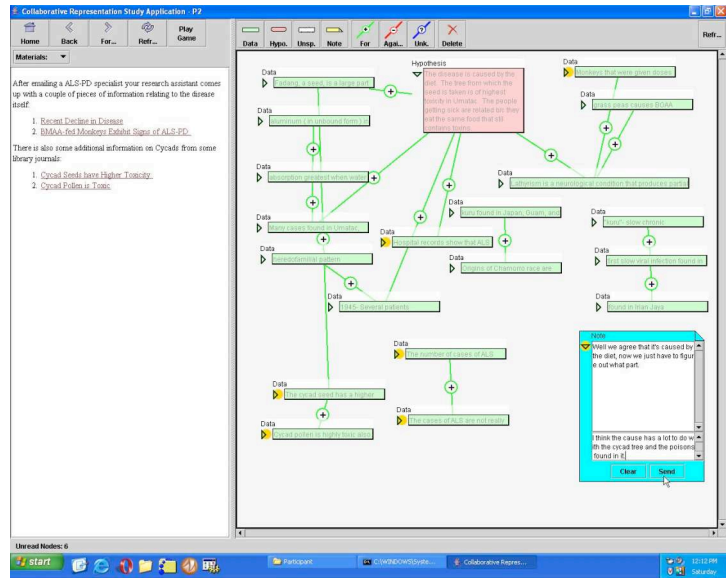 Collaborative Representation Study Application - P2
Home Back For... Refr... Play Game
Data Hypo. Unsp. Note For Agai... Unk. Delete
Refr...
Materials:
After emailing a ALS-PD specialist your research assistant comes
up with a couple of pieces of information relating to the disease
itself:
1. Recent Decline in Disease
2. BMAA-fed Monkeys Exhibit Signs of ALS-PD
There is also some additional information on Cycads from some
library journals:
1. Cycad Seeds have Higher Toxicity
2. Cycad Pollen is Toxic
Hypothesis
The disease is caused by the
diet. The tree from which the
seed is taken is of highest
toxicity in Umatac. The people
getting sick are related bc they
eat the same food that still
contains toxins.
Data
Fadang, a seed, is a large part
Data
Monkeys that were given doses
Data
grass peas causes BOAA
Data
aluminum ( in unbound form ) in
Data
absorption greatest when water
Data
Lathyrism is a neurological condition that produces partial
Data
Many cases found in Umatac,
Data
kuru found in Japan, Guam, and
Data
"kuru"- slow chronic
Data
Hospital records show that ALS
Data
heredofamilial pattern
Data
Origins of Chamorro race are
Data
first slow viral infection found in
Data
1945- Several patients
Data
found in Irian Jaya
Data
The number of cases of ALS
Data
The cycad seed has a higher
Data
The cases of ALS are not really
Data
Cycad pollen is highly toxic also
Note
Well we agree that it's caused by
the diet, now we just have to figur
e out what part.
I think the cause has a lot to do w
ith the cycad tree and the poisons
found in it.
Clear Send
Unread Nodes: 6
start
Participant
C:\WINDOWS\Syste...
Collaborative Repres...
12:12 PM
Saturday